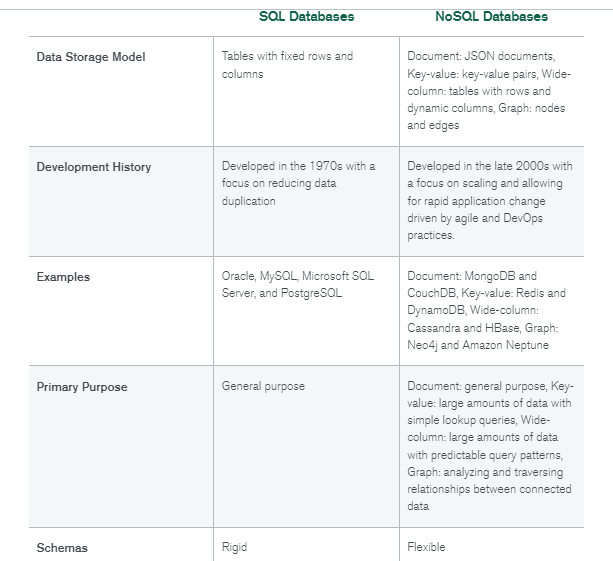 SQL Databases
NoSQL Databases
Data Storage Model
Tables with fixed rows and
columns
Document: JSON documents,
Key-value: key-value pairs, Wide-
column: tables with rows and
dynamic columns, Graph: nodes
and edges
Development History
Developed in the 1970s with a
focus on reducing data
duplication
Developed in the late 2000s with
a focus on scaling and allowing
for rapid application change
driven by agile and DevOps
practices.
Examples
Oracle, MySQL, Microsoft SQL
Server, and PostgreSQL
Document: MongoDB and
CouchDB, Key-value: Redis and
DynamoDB, Wide-column:
Cassandra and HBase, Graph:
Neo4j and Amazon Neptune
Primary Purpose
General purpose
Document: general purpose, Key-
value: large amounts of data with
simple lookup queries, Wide-
column: large amounts of data
with predictable query patterns,
Graph: analyzing and traversing
relationships between connected
data
Schemas
Rigid
Flexible